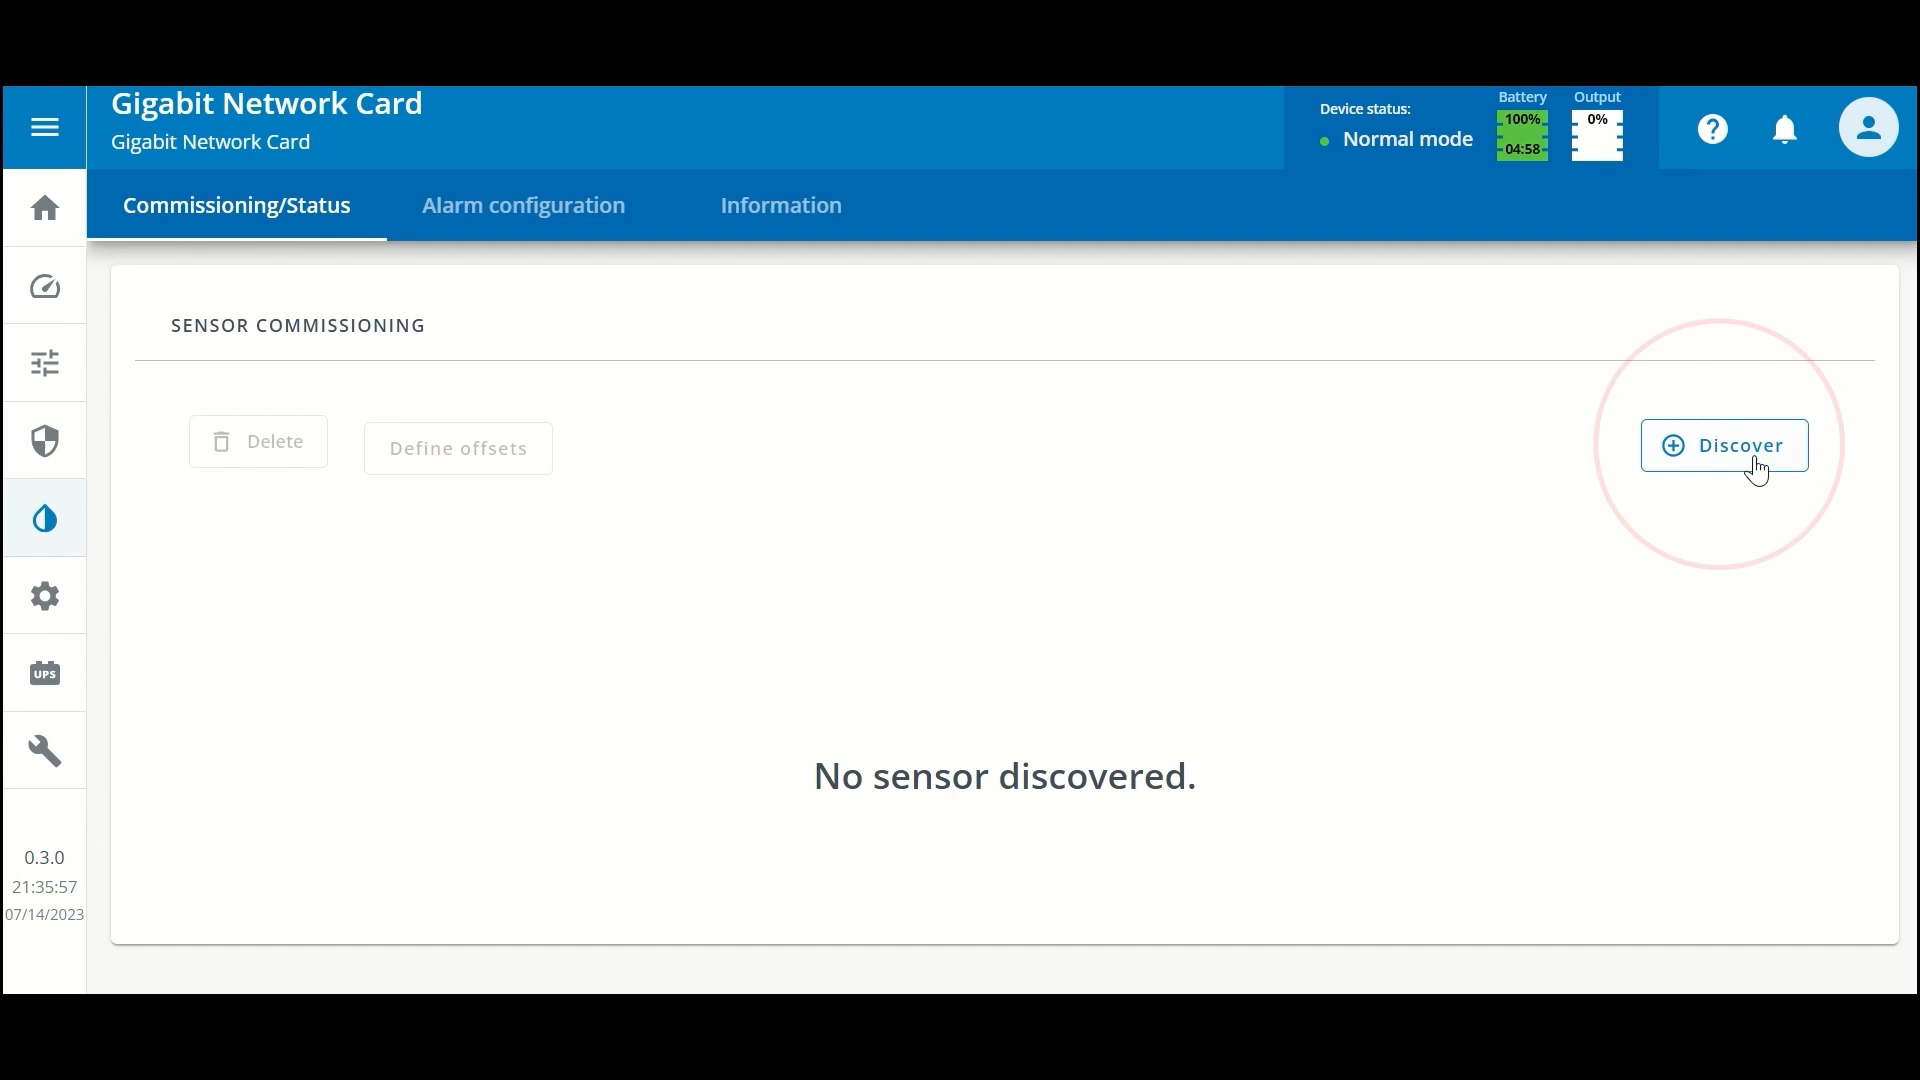 Gigabit Network Card
Gigabit Network Card
Device status:
Normal mode
Battery
100%
04:58
Output
0%
Commissioning/Status
Alarm configuration
Information
SENSOR COMMISSIONING
Delete
Define offsets
Discover
No sensor discovered.
UPS
0.3.0
21:35:57
07/14/2023